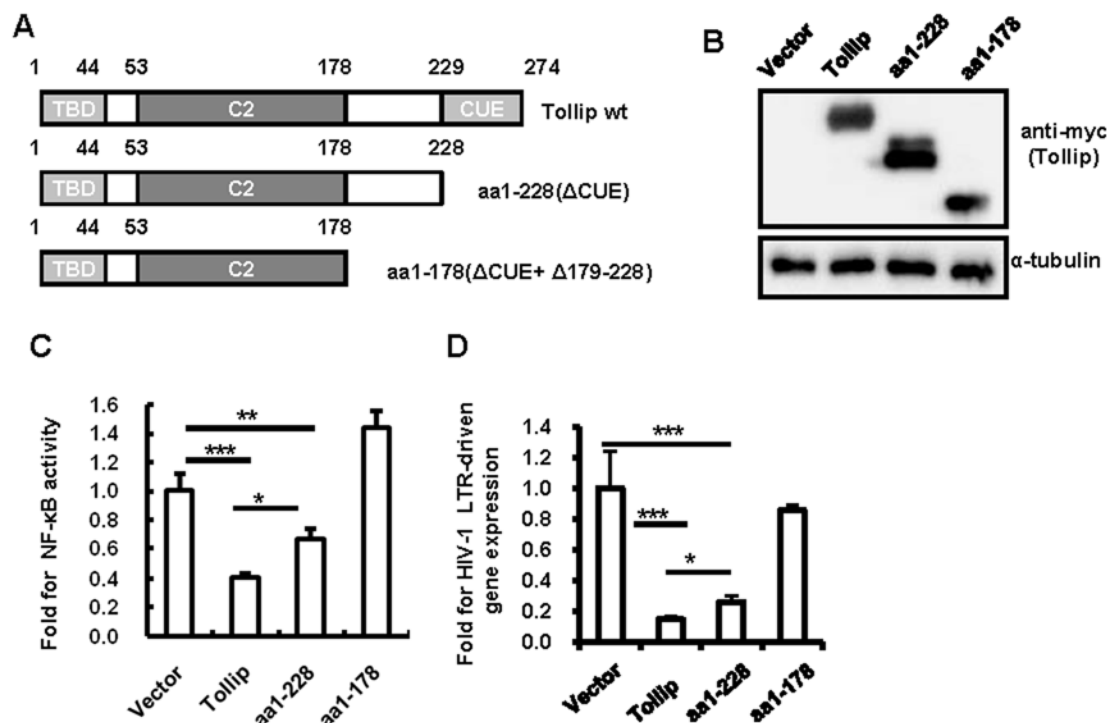 A
1 44 53 178 229 274
TBD C2 CUE Tollip wt
1 44 53 178 228
TBD C2 aa1-228(ΔCUE)
1 44 53 178
TBD C2 aa1-178(ΔCUE+ Δ179-228)
B
Vector Tollip aa1-228 aa1-178
anti-myc
(Tollip)
α-tubulin
C
Fold for NF-κB activity
1.6
1.4
1.2
1.0
0.8
0.6
0.4
0.2
0.0
**
***
*
Vector Tollip aa1-228 aa1-178
D
Fold for HIV-1 LTR-driven
gene expression
1.4
1.2
1.0
0.8
0.6
0.4
0.2
0
***
***
*
Vector Tollip aa1-228 aa1-178